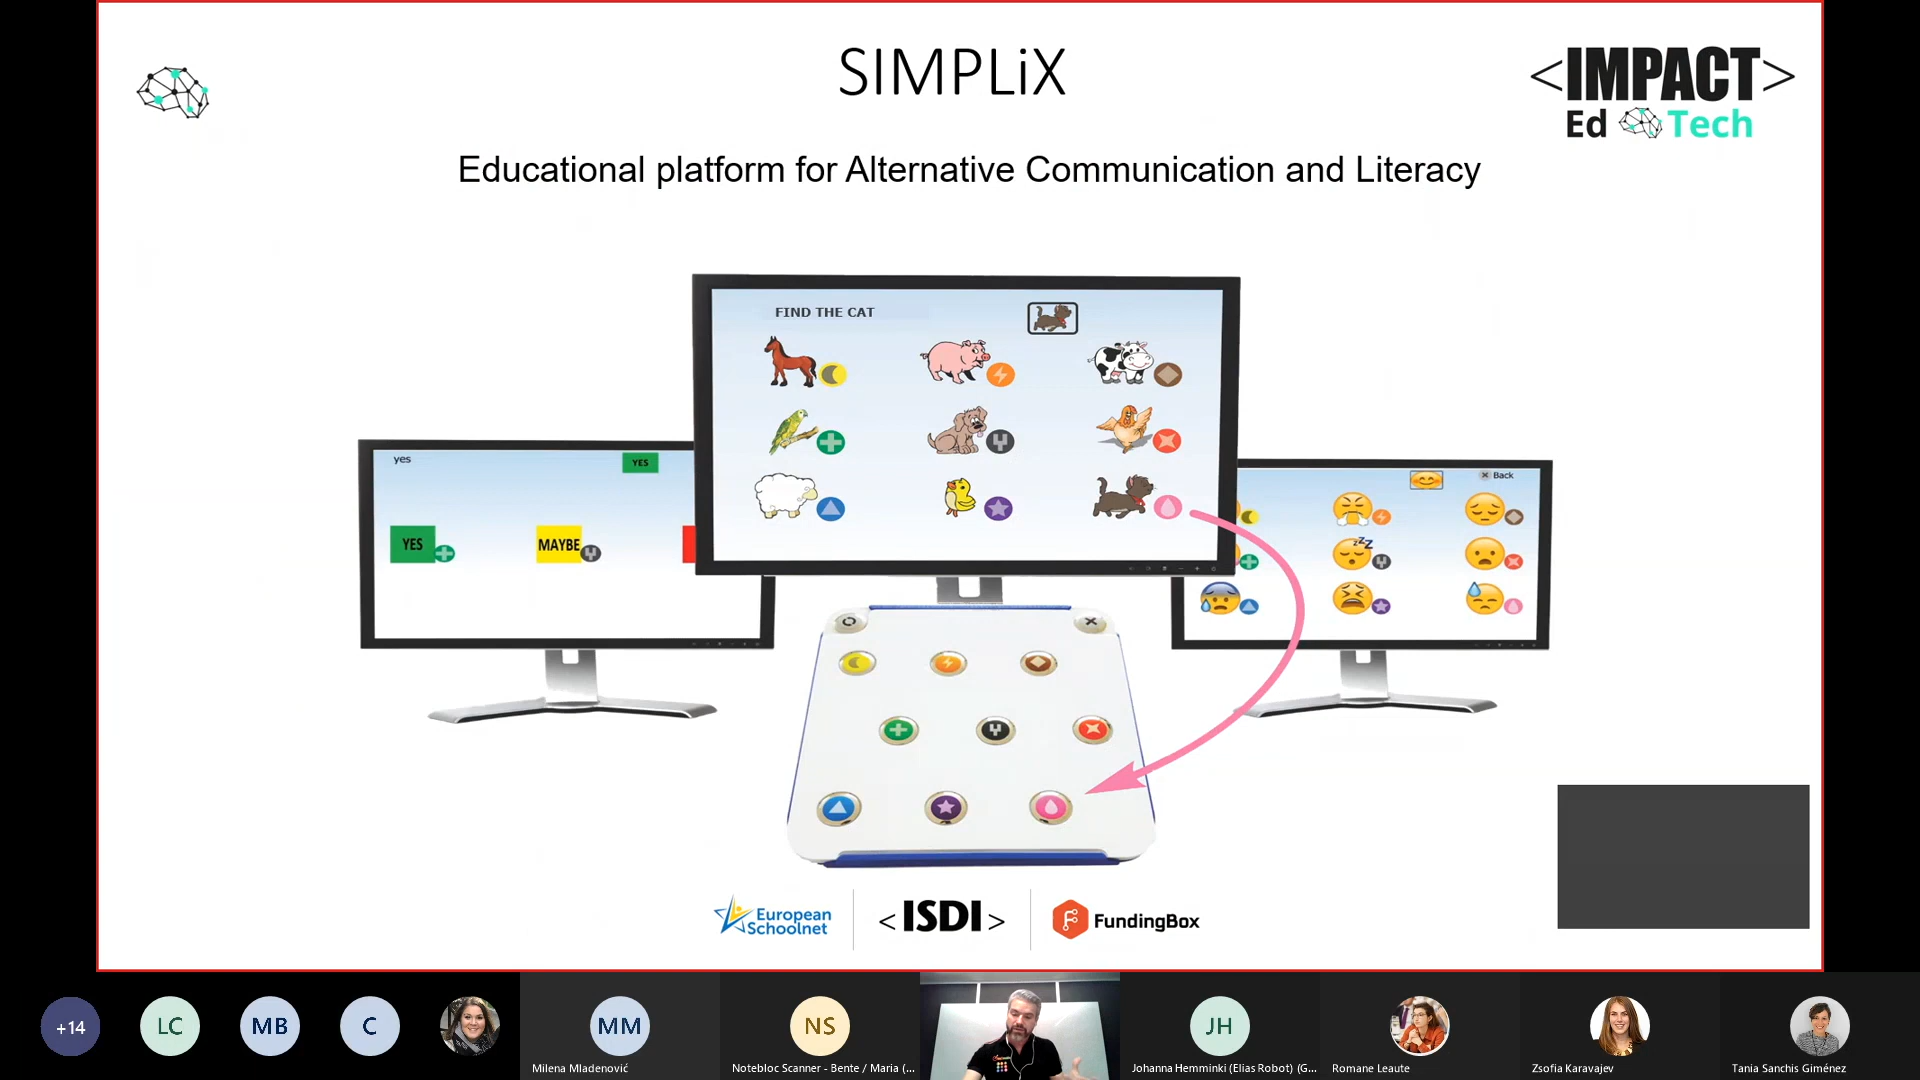 SIMPLiX
<IMPACT>
Ed Tech
Educational platform for Alternative Communication and Literacy
FIND THE CAT
yes
YES
YES
MAYBE
Back
zzZ
European
Schoolnet
<ISDI>
FundingBox
+14
LC
MB
C
MM
Milena Mladenović
NS
Notebloc Scanner - Bente / Maria (...
JH
Johanna Hemminki (Elias Robot) (G...
Romane Leaute
Zsofia Karavajev
Tania Sanchis Giménez